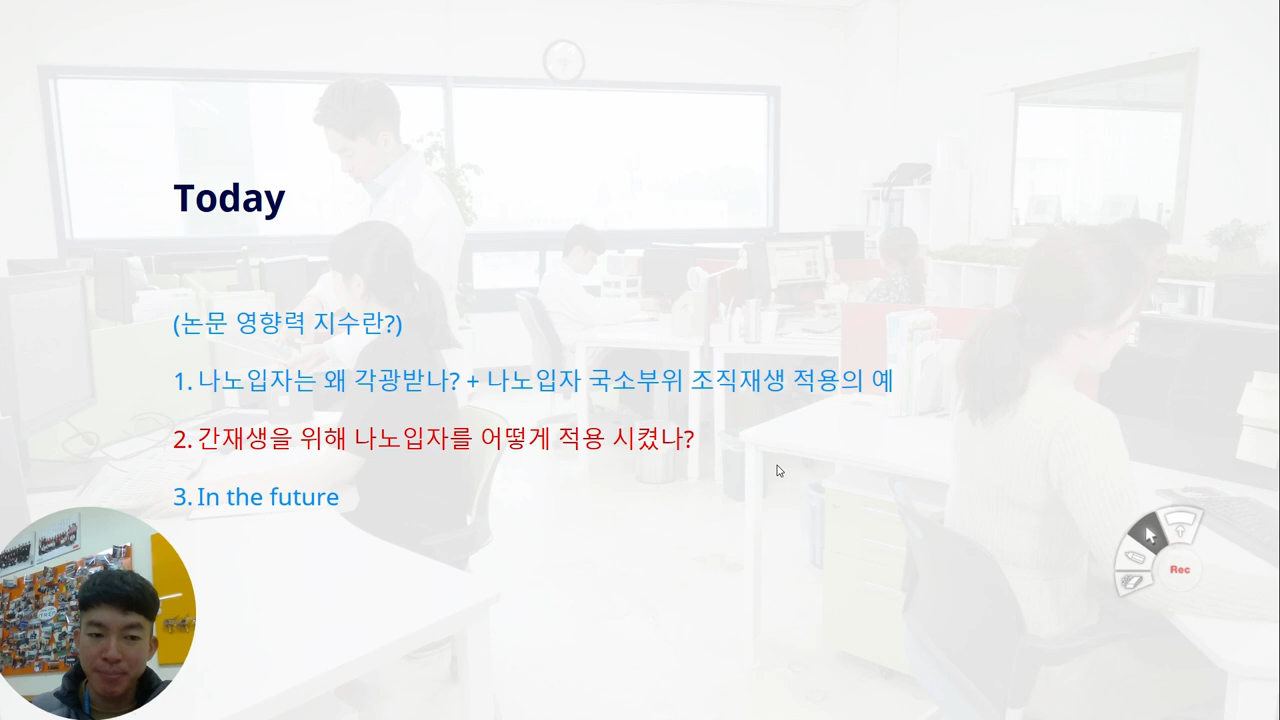 Today
(논문 영향력 지수란?)
1. 나노입자는 왜 각광받나? + 나노입자 국소부위 조직재생 적용의 예
2. 간재생을 위해 나노입자를 어떻게 적용 시켰나?
3. In the future
Rec